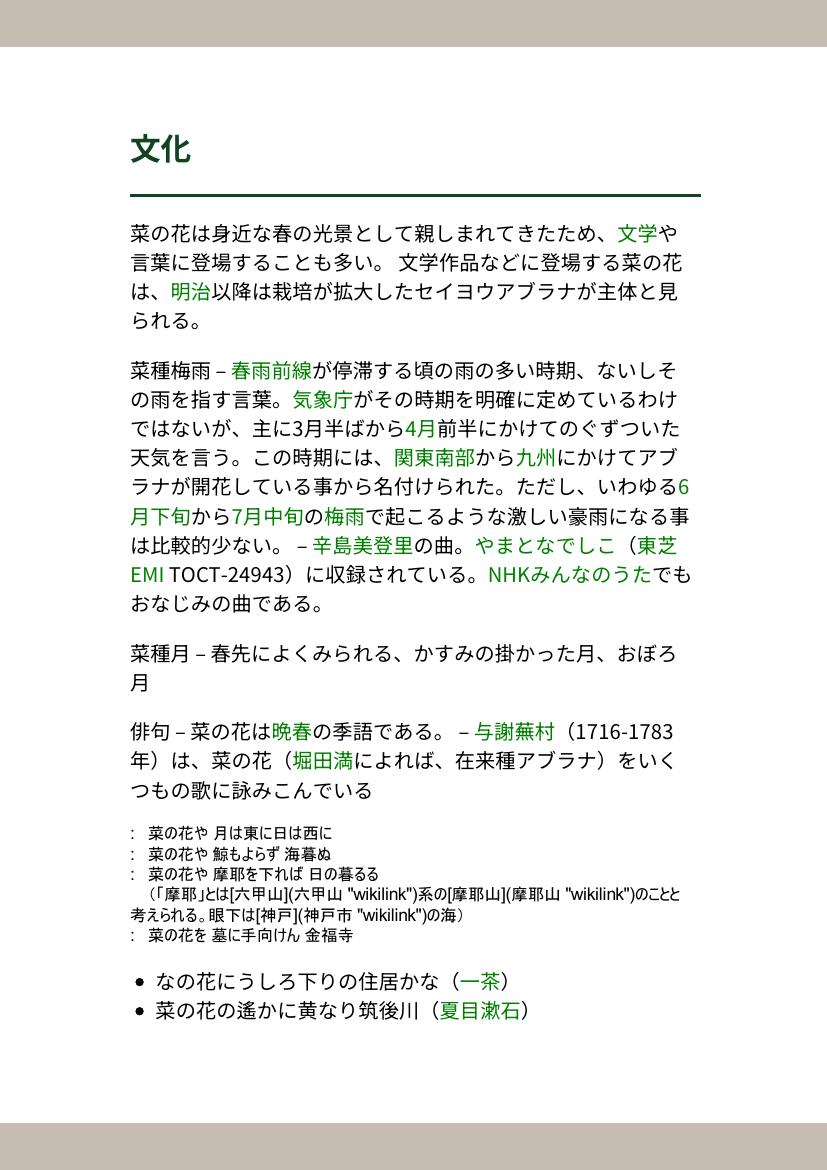 文化
菜の花は身近な春の光景として親しまれてきたため、文学や
言葉に登場することも多い。 文学作品などに登場する菜の花
は、明治以降は栽培が拡大したセイヨウアブラナが主体と見
られる。
菜種梅雨 – 春雨前線が停滞する頃の雨の多い時期、ないしそ
の雨を指す言葉。気象庁がその時期を明確に定めているわけ
ではないが、主に3月半ばから4月前半にかけてのぐずついた
天気を言う。この時期には、関東南部から九州にかけてアブ
ラナが開花している事から名付けられた。ただし、いわゆる6
月下旬から7月中旬の梅雨で起こるような激しい豪雨になる事
は比較的少ない。 – 辛島美登里の曲。やまとなでしこ（東芝
EMI TOCT-24943）に収録されている。NHKみんなのうたでも
おなじみの曲である。
菜種月 – 春先によくみられる、かすみの掛かった月、おぼろ
月
俳句 – 菜の花は晩春の季語である。 – 与謝蕪村（1716-1783
年）は、菜の花（堀田満によれば、在来種アブラナ）をいく
つもの歌に詠みこんでいる
:　菜の花や 月は東に日は西に
:　菜の花や 鯨もよらず 海暮ぬ
:　菜の花や 摩耶を下れば 日の暮るる
（「摩耶」とは[六甲山](六甲山 "wikilink")系の[摩耶山](摩耶山 "wikilink")のことと
考えられる。眼下は[神戸](神戸市 "wikilink")の海）
:　菜の花を 墓に手向けん 金福寺
• なの花にうしろ下りの住居かな（一茶）
• 菜の花の遙かに黄なり筑後川（夏目漱石）